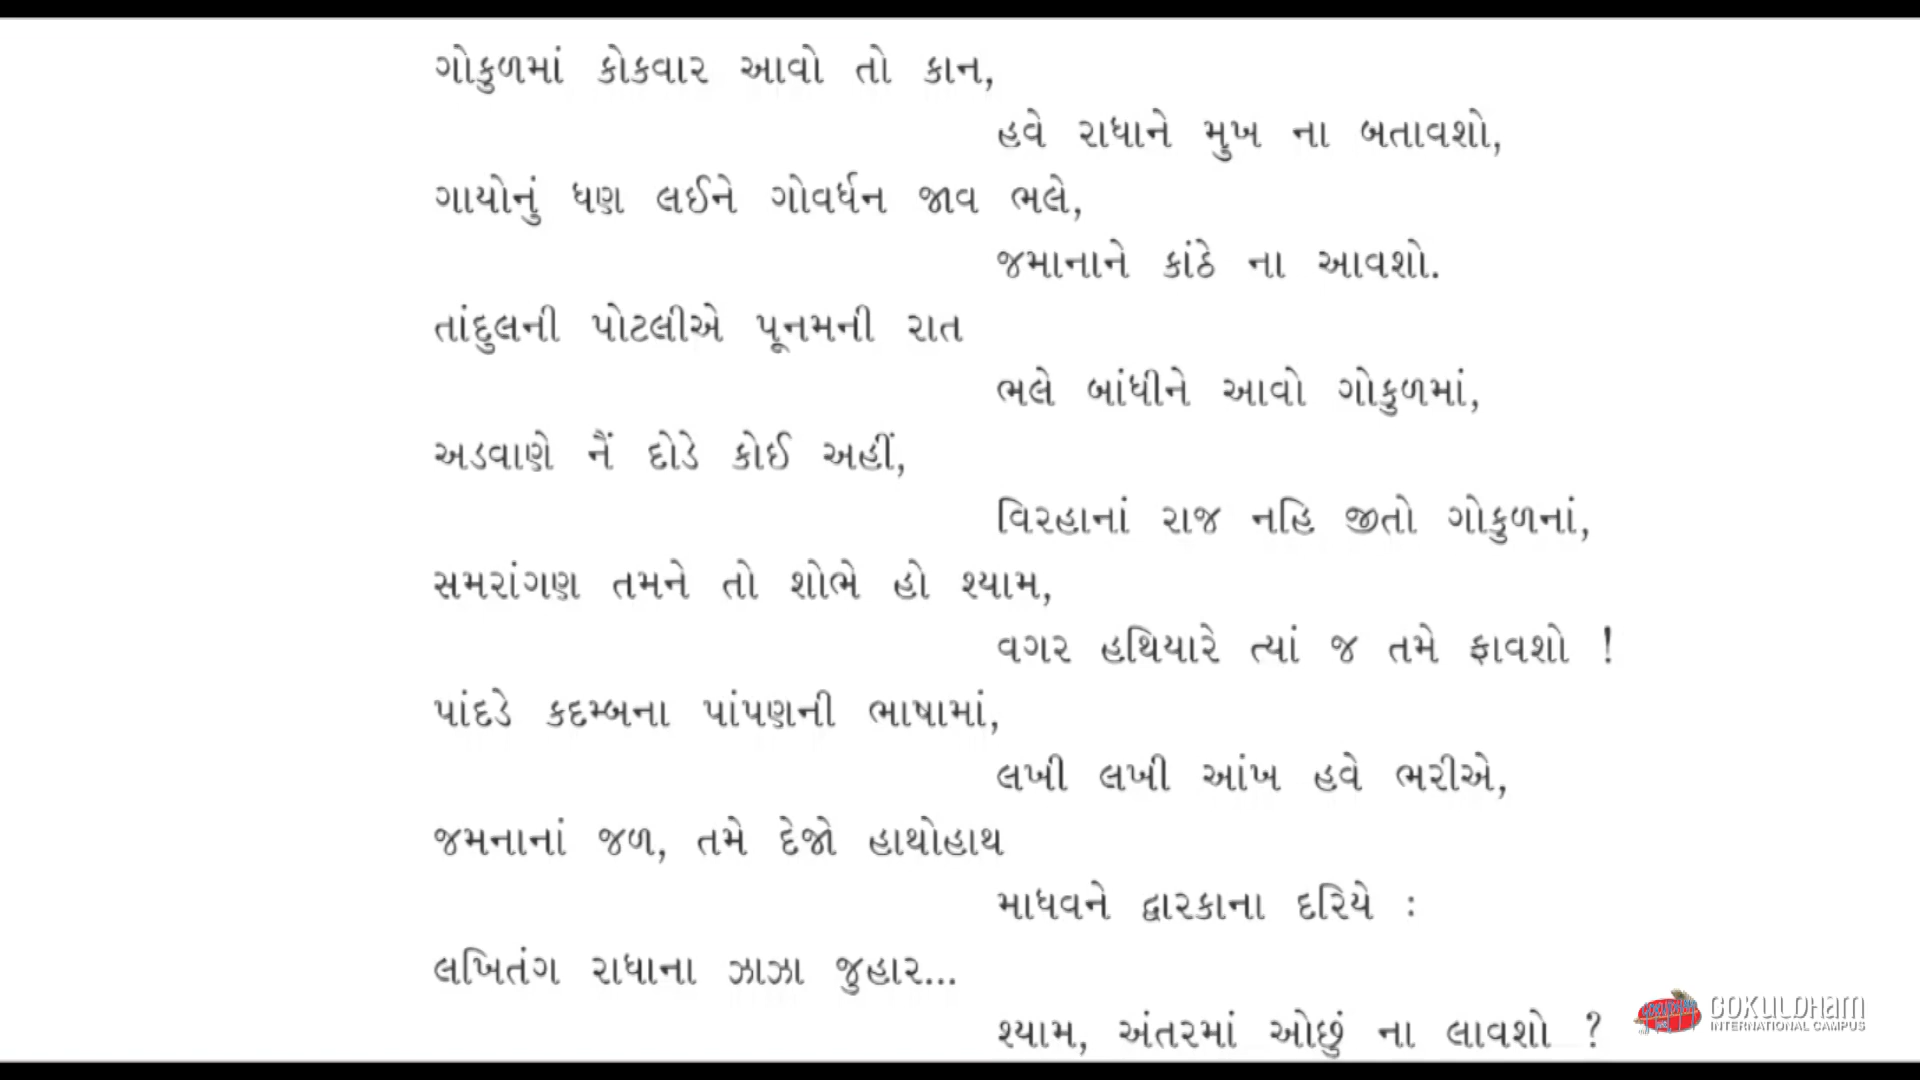 ગોકુળમાં કોકવાર આવો તો કાન,
હવે રાધાને મુખ ના બતાવશો,
ગાયોનું ધણ લઈને ગોવર્ધન જાવ ભલે,
જમાનાને કાંઠે ના આવશો.
તાંદુલની પોટલીએ પૂનમની રાત
ભલે બાંધીને આવો ગોકુળમાં,
અડવાણે નૈં દોડે કોઈ અહીં,
વિરહાનાં રાજ નહિ જીતો ગોકુળનાં,
સમરાંગણ તમને તો શોભે હો શ્યામ,
વગર હથિયારે ત્યાં જ તમે ફાવશો !
પાંદડે કદમ્બના પાંપણની ભાષામાં,
લખી લખી આંખ હવે ભરીએ,
જમનાનાં જળ, તમે દેજો હાથોહાથ
માધવને દ્વારકાના દરિયે :
લખિતંગ રાધાના ઝાઝા જુહાર...
શ્યામ, અંતરમાં ઓછું ના લાવશો ?
GOKULDHAM
INTERNATIONAL CAMPUS